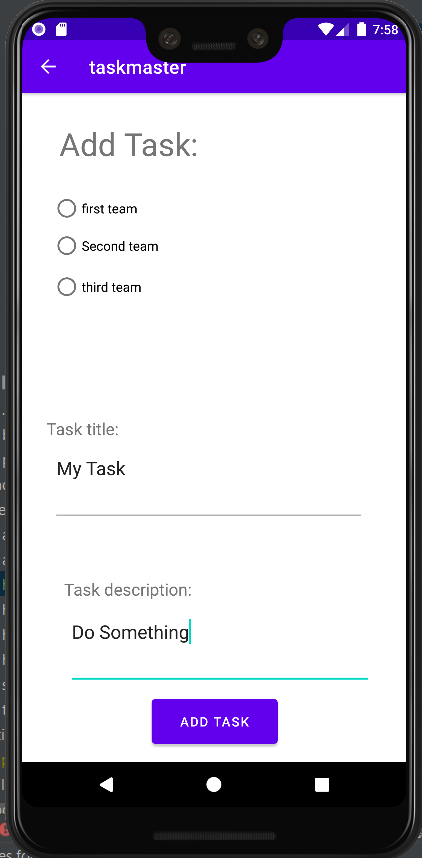 7:58
taskmaster
Add Task:
first team
Second team
third team
Task title:
My Task
Task description:
Do Something
ADD TASK